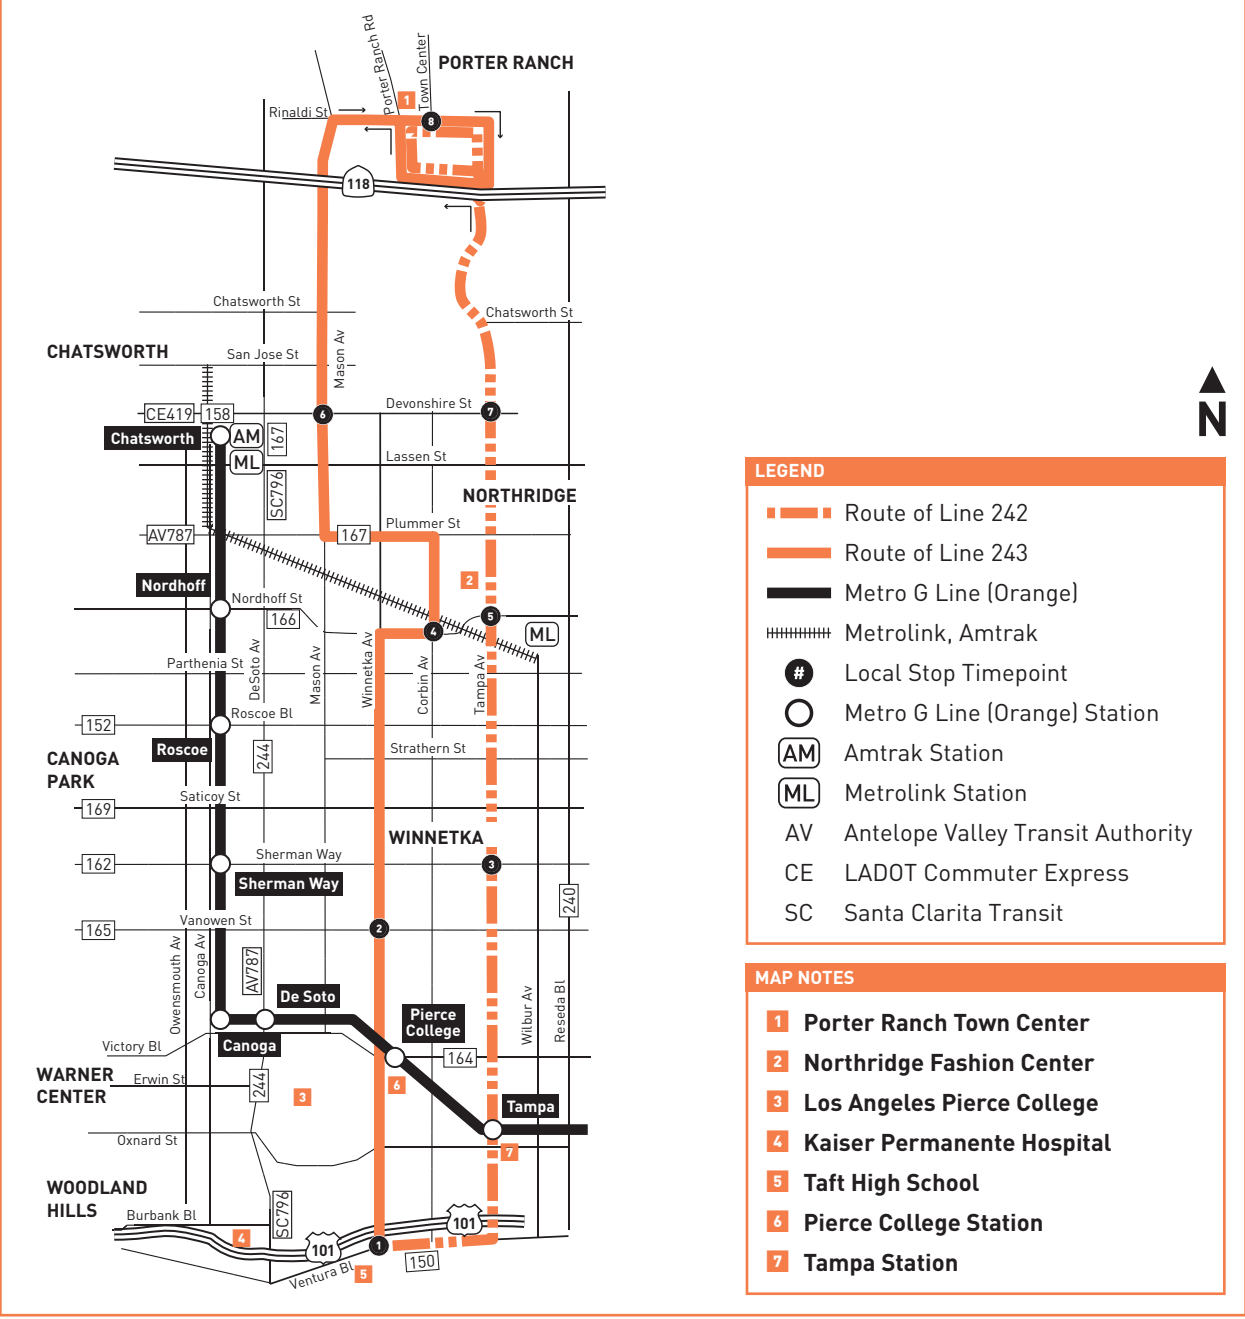 Porter Ranch Rd
Town Center
PORTER RANCH
1
Rinaldi St
8
118
Chatsworth St
Chatsworth St
CHATSWORTH
San Jose St
Mason Av
CE419
158
6
Devonshire St
7
Chatsworth
AM
167
ML
Lassen St
SC796
NORTHRIDGE
AV787
167
Plummer St
Nordhoff
2
Nordhoff St
166
5
4
ML
Parthenia St
DeSoto Av
Mason Av
Winnetka Av
Corbin Av
Tampa Av
152
Roscoe Bl
Roscoe
244
Strathern St
CANOGA
PARK
Saticoy St
169
WINNETKA
162
Sherman Way
3
Sherman Way
240
165
Vanowen St
2
Owensmouth Av
Canoga Av
AV787
De Soto
Pierce
College
Wilbur Av
Reseda Bl
Canoga
Victory Bl
164
WARNER
CENTER
Erwin St
244
3
6
Tampa
Oxnard St
7
WOODLAND
HILLS
Burbank Bl
SC796
4
101
101
1
150
Ventura Bl
5
N
LEGEND
Route of Line 242
Route of Line 243
Metro G Line (Orange)
Metrolink, Amtrak
# Local Stop Timepoint
Metro G Line (Orange) Station
AM Amtrak Station
ML Metrolink Station
AV Antelope Valley Transit Authority
CE LADOT Commuter Express
SC Santa Clarita Transit
MAP NOTES
1 Porter Ranch Town Center
2 Northridge Fashion Center
3 Los Angeles Pierce College
4 Kaiser Permanente Hospital
5 Taft High School
6 Pierce College Station
7 Tampa Station